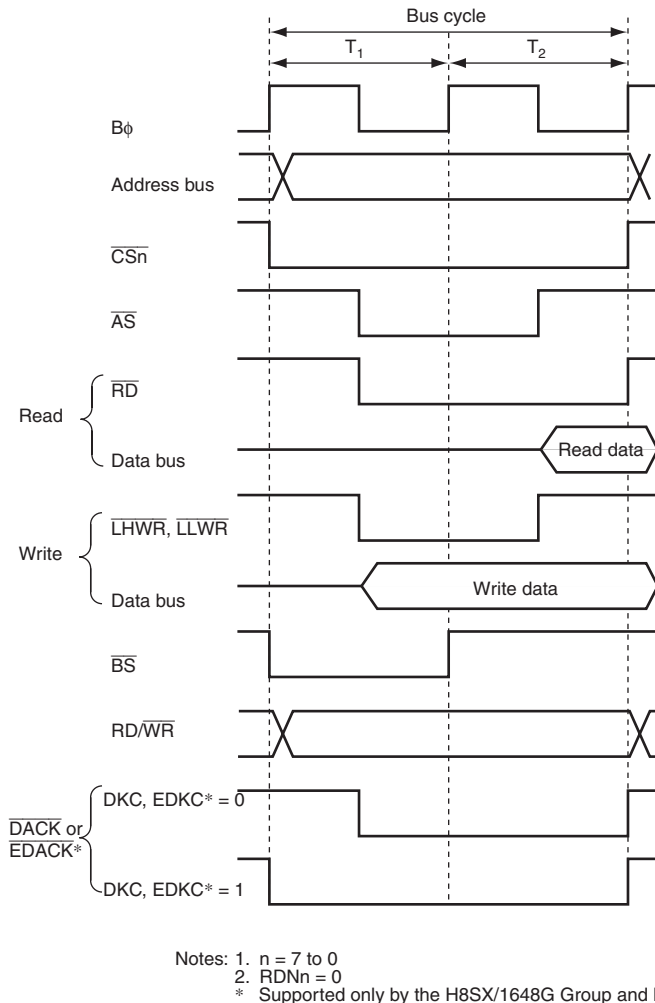 Bus cycle
T1 T2
Bφ
Address bus
CSn
AS
RD
Read
Data bus
Read data
LHWR, LLWR
Write
Data bus
Write data
BS
RD/WR
DKC, EDKC* = 0
DACK or
EDACK*
DKC, EDKC* = 1
Notes: 1. n = 7 to 0
2. RDNn = 0
* Supported only by the H8SX/1648G Group and